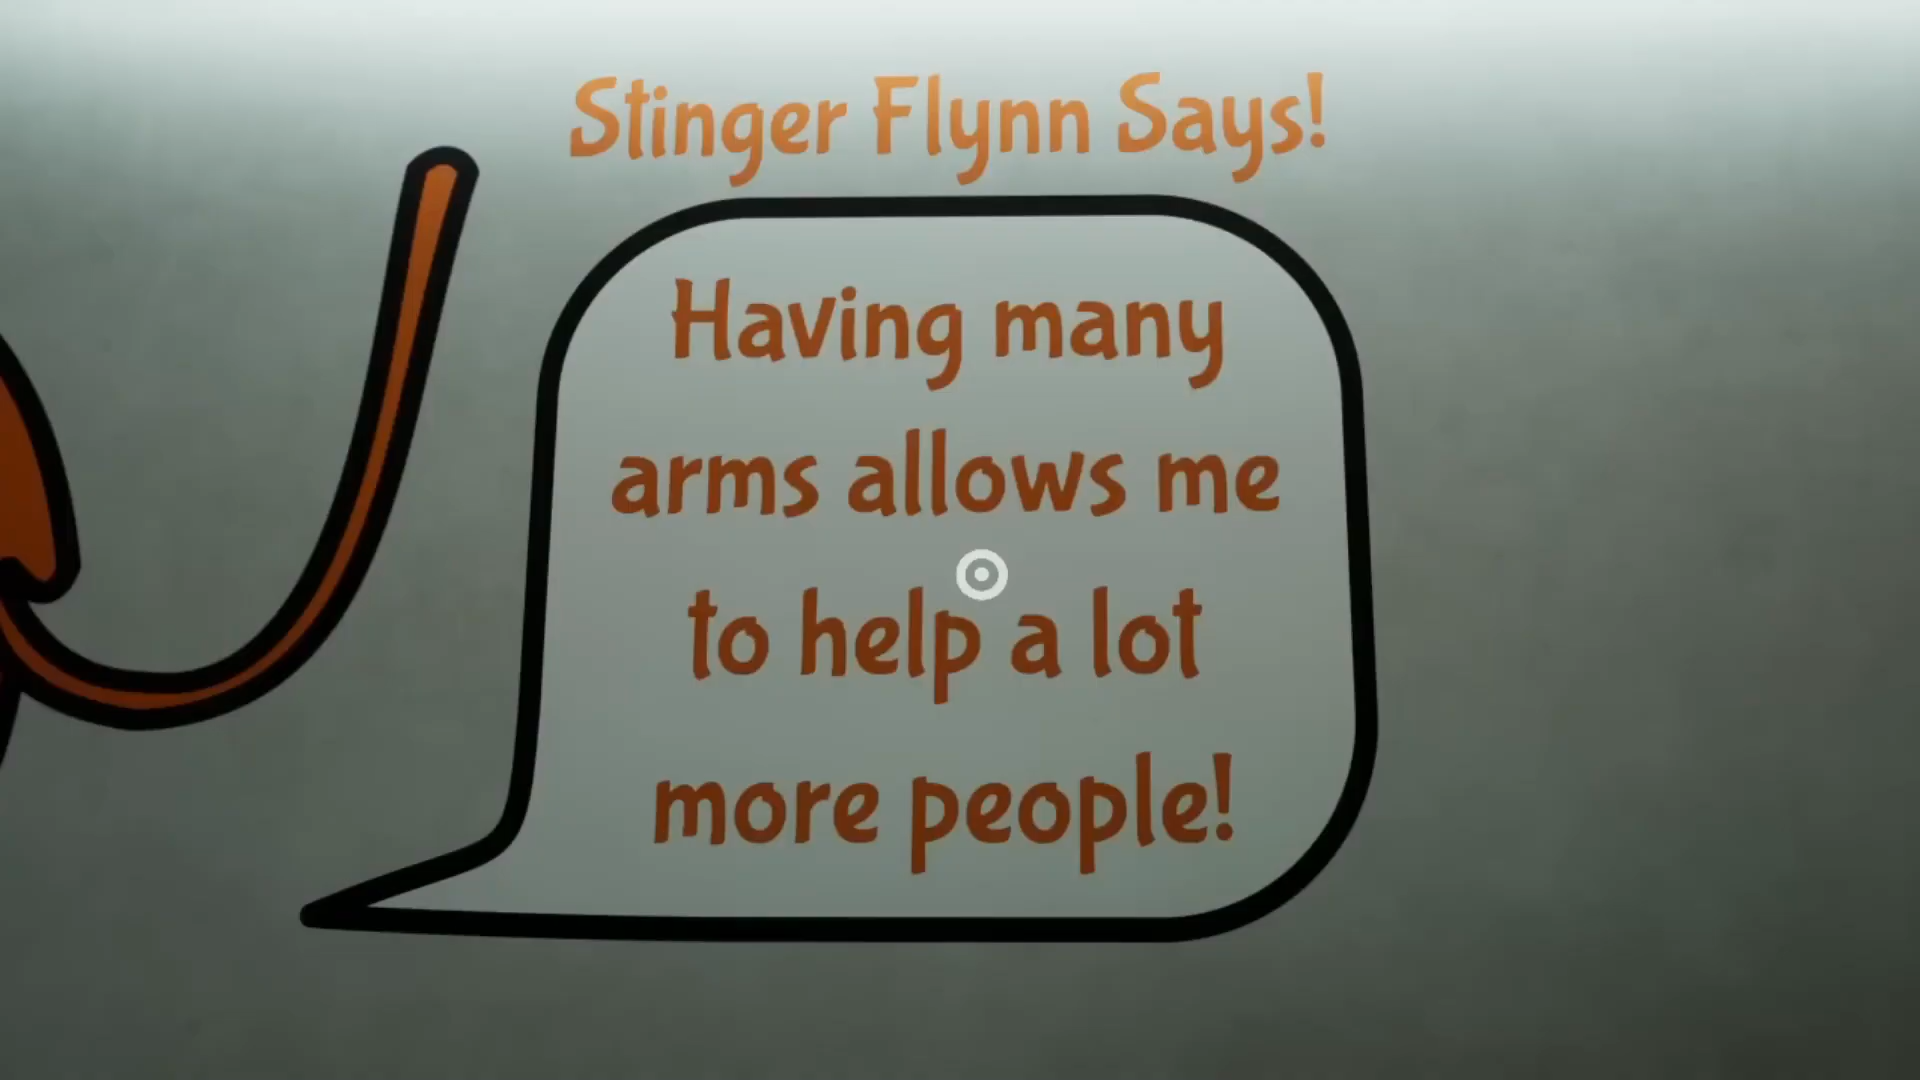 Stinger Flynn Says!
Having many
arms allows me
to help a lot
more people!